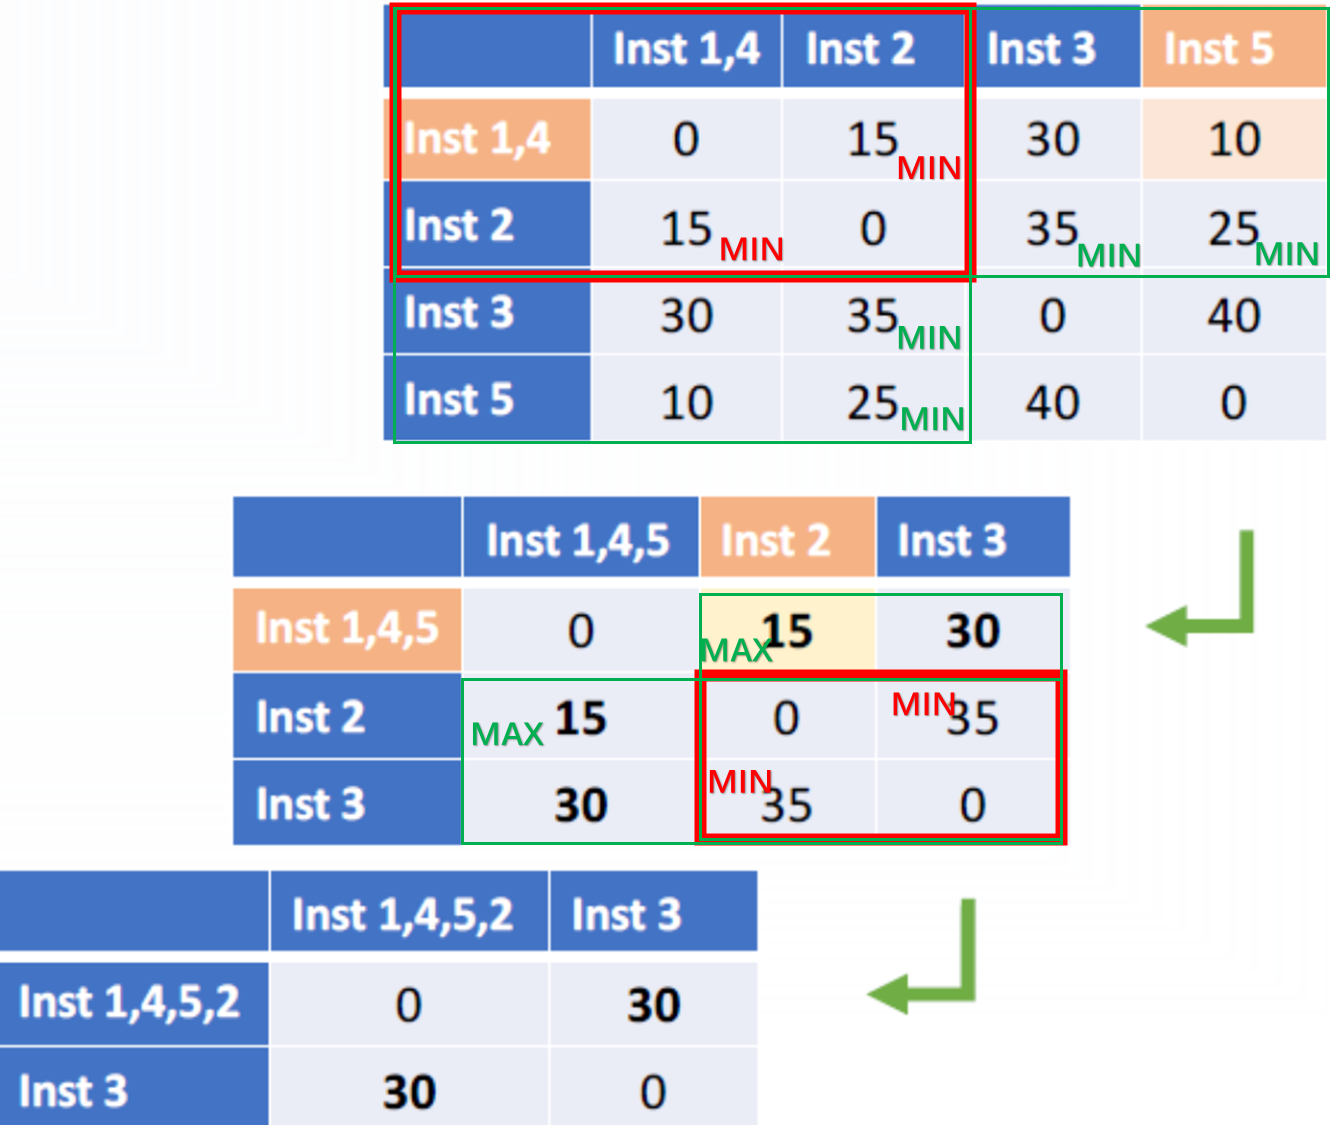 Inst 1,4 Inst 2 Inst 3 Inst 5
Inst 1,4 0 15 MIN 30 10
Inst 2 15 MIN 0 35 MIN 25 MIN
Inst 3 30 35 MIN 0 40
Inst 5 10 25 MIN 40 0
Inst 1,4,5 Inst 2 Inst 3
Inst 1,4,5 0 MAX 15 30
Inst 2 MAX 15 0 MIN 35
Inst 3 30 MIN 35 0
Inst 1,4,5,2 Inst 3
Inst 1,4,5,2 0 30
Inst 3 30 0